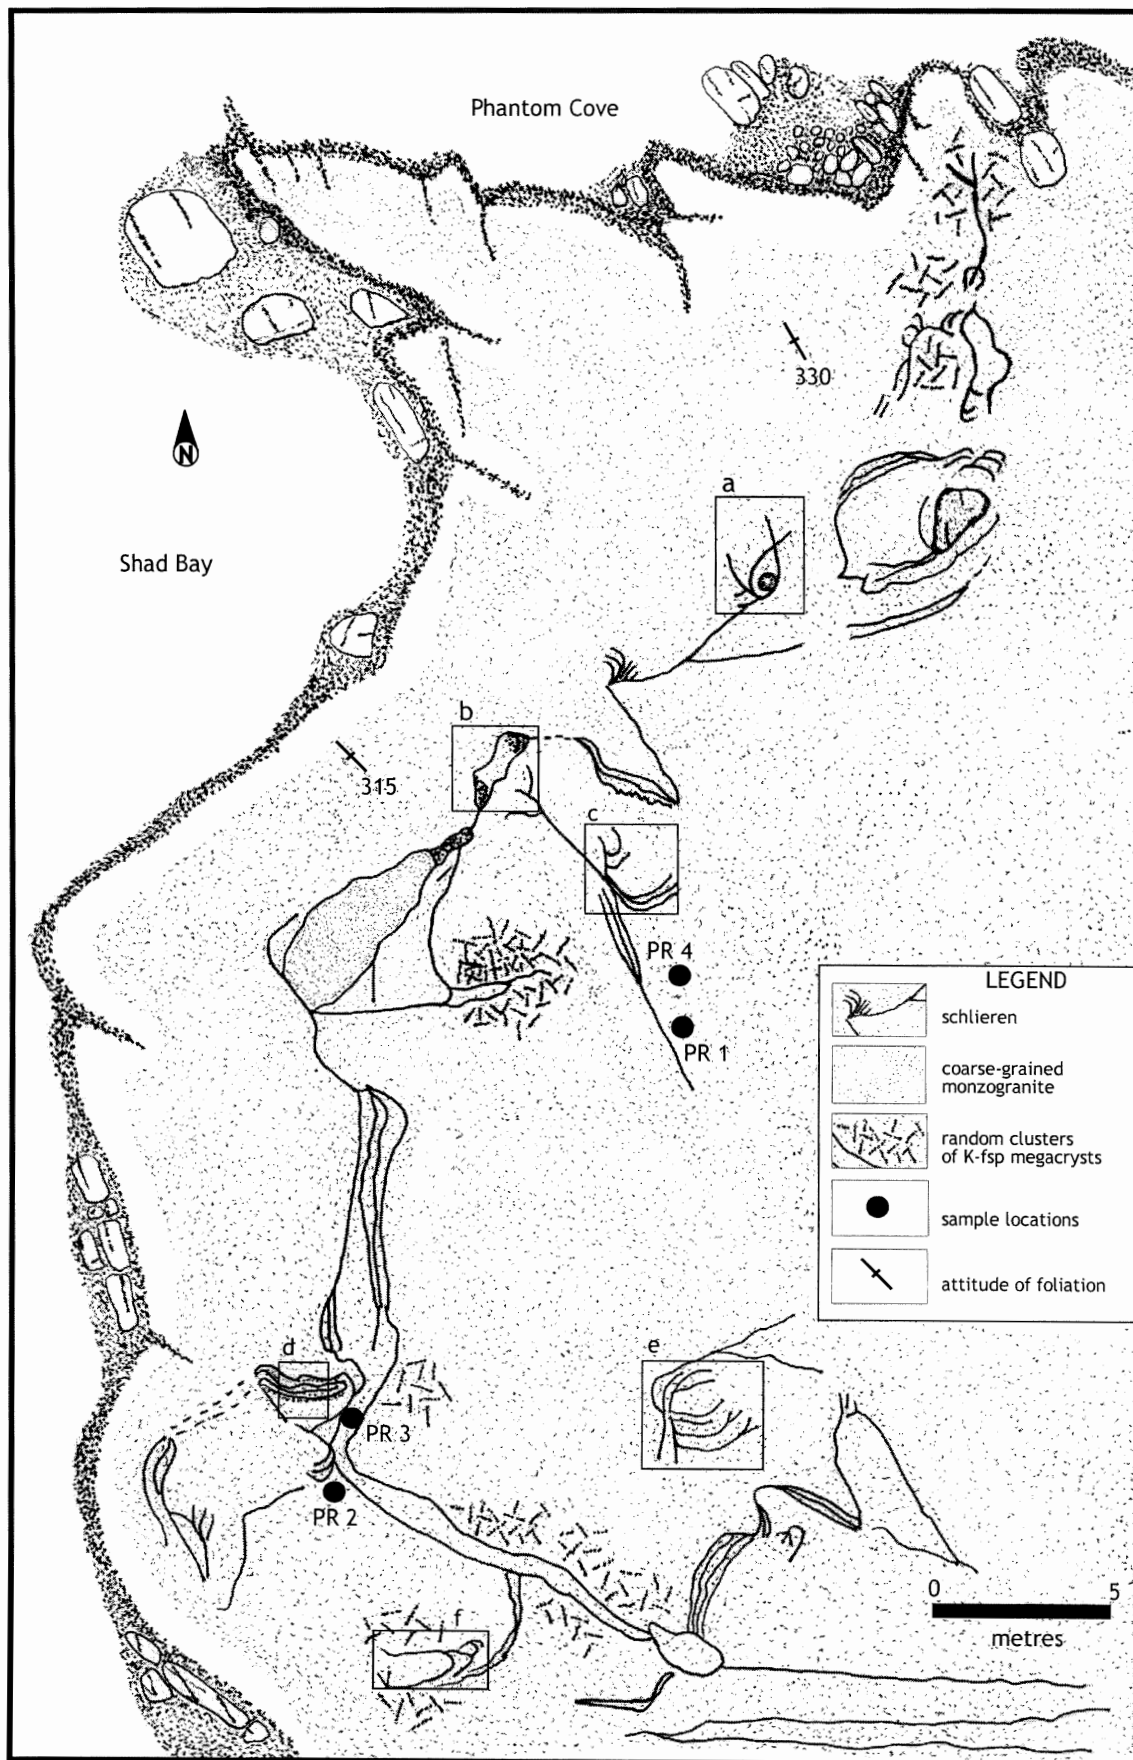 Phantom Cove
330
N
a
Shad Bay
b
315
c
PR 4
PR 1
LEGEND
schlieren
coarse-grained
monzogranite
random clusters
of K-fsp megacrysts
sample locations
attitude of foliation
d
e
PR 3
PR 2
f
0 5
metres